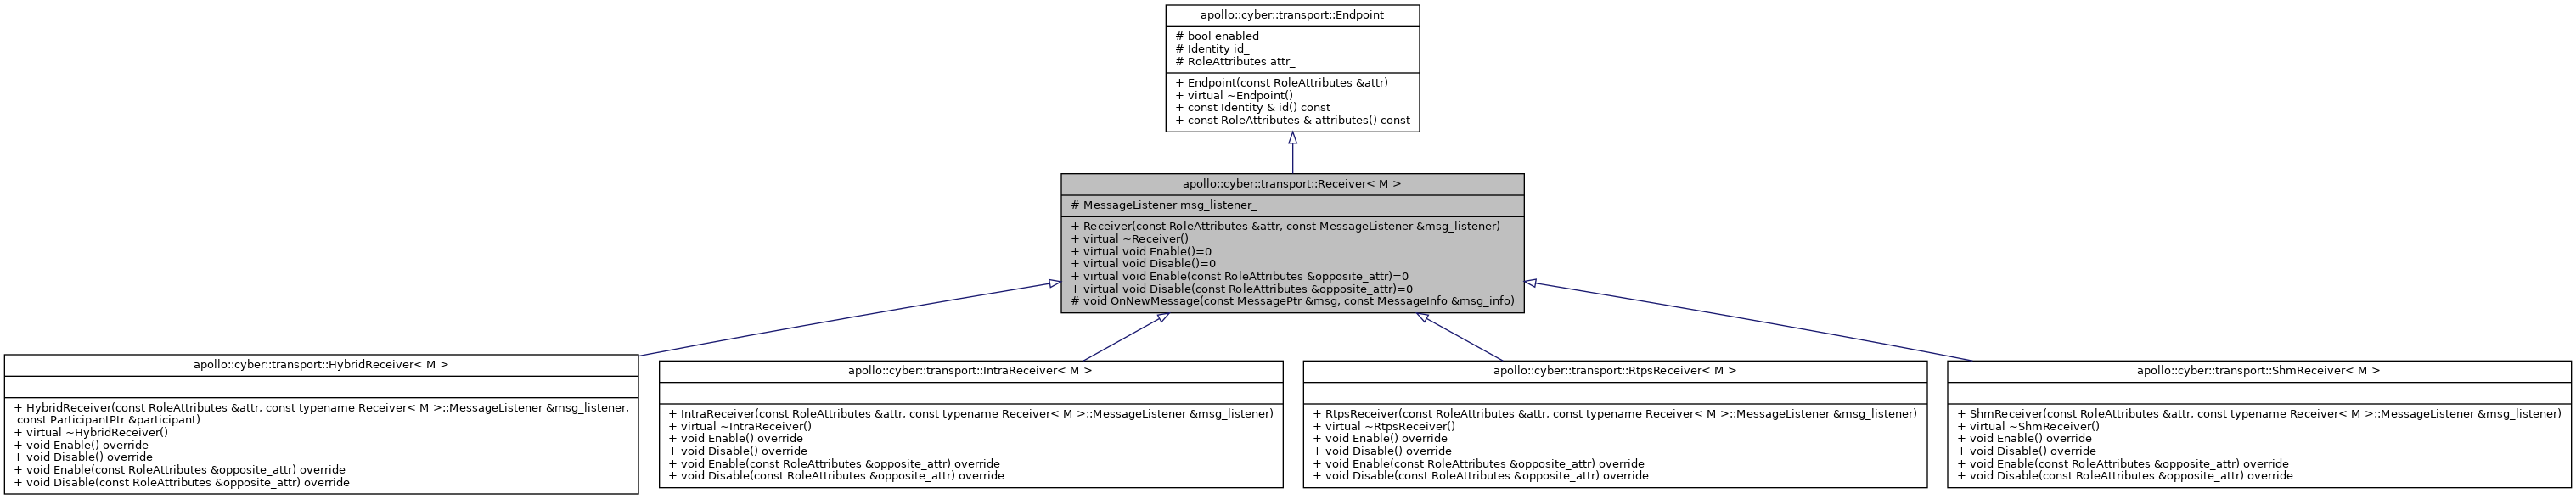 apollo::cyber::transport::Endpoint
# bool enabled_
# Identity id_
# RoleAttributes attr_
+ Endpoint(const RoleAttributes &attr)
+ virtual ~Endpoint()
+ const Identity & id() const
+ const RoleAttributes & attributes() const
apollo::cyber::transport::Receiver< M >
# MessageListener msg_listener_
+ Receiver(const RoleAttributes &attr, const MessageListener &msg_listener)
+ virtual ~Receiver()
+ virtual void Enable()=0
+ virtual void Disable()=0
+ virtual void Enable(const RoleAttributes &opposite_attr)=0
+ virtual void Disable(const RoleAttributes &opposite_attr)=0
# void OnNewMessage(const MessagePtr &msg, const MessageInfo &msg_info)
apollo::cyber::transport::HybridReceiver< M >
+ HybridReceiver(const RoleAttributes &attr, const typename Receiver< M >::MessageListener &msg_listener,
const ParticipantPtr &participant)
+ virtual ~HybridReceiver()
+ void Enable() override
+ void Disable() override
+ void Enable(const RoleAttributes &opposite_attr) override
+ void Disable(const RoleAttributes &opposite_attr) override
apollo::cyber::transport::IntraReceiver< M >
+ IntraReceiver(const RoleAttributes &attr, const typename Receiver< M >::MessageListener &msg_listener)
+ virtual ~IntraReceiver()
+ void Enable() override
+ void Disable() override
+ void Enable(const RoleAttributes &opposite_attr) override
+ void Disable(const RoleAttributes &opposite_attr) override
apollo::cyber::transport::RtpsReceiver< M >
+ RtpsReceiver(const RoleAttributes &attr, const typename Receiver< M >::MessageListener &msg_listener)
+ virtual ~RtpsReceiver()
+ void Enable() override
+ void Disable() override
+ void Enable(const RoleAttributes &opposite_attr) override
+ void Disable(const RoleAttributes &opposite_attr) override
apollo::cyber::transport::ShmReceiver< M >
+ ShmReceiver(const RoleAttributes &attr, const typename Receiver< M >::MessageListener &msg_listener)
+ virtual ~ShmReceiver()
+ void Enable() override
+ void Disable() override
+ void Enable(const RoleAttributes &opposite_attr) override
+ void Disable(const RoleAttributes &opposite_attr) override